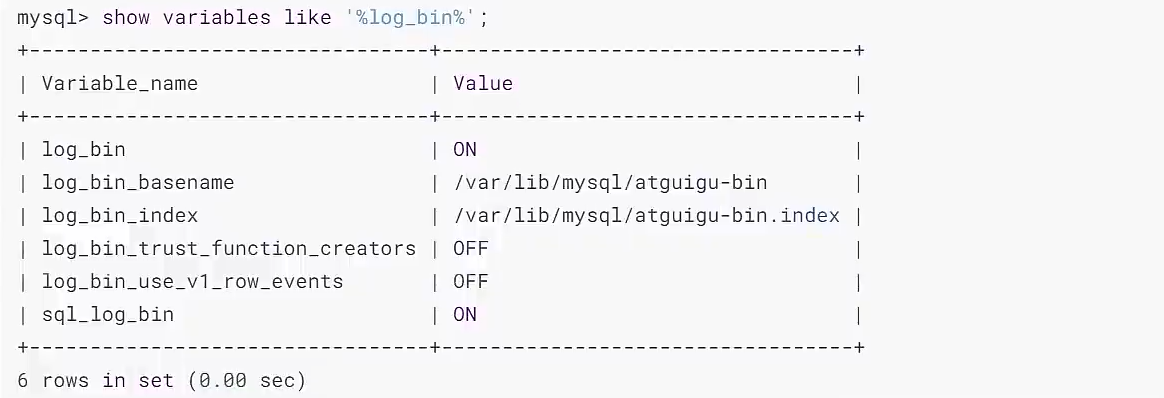 mysql> show variables like '%log_bin%';
+---------------------------------+----------------------------------+
| Variable_name                   | Value                            |
+---------------------------------+----------------------------------+
| log_bin                         | ON                               |
| log_bin_basename                | /var/lib/mysql/atguigu-bin       |
| log_bin_index                   | /var/lib/mysql/atguigu-bin.index |
| log_bin_trust_function_creators | OFF                              |
| log_bin_use_v1_row_events       | OFF                              |
| sql_log_bin                     | ON                               |
+---------------------------------+----------------------------------+
6 rows in set (0.00 sec)